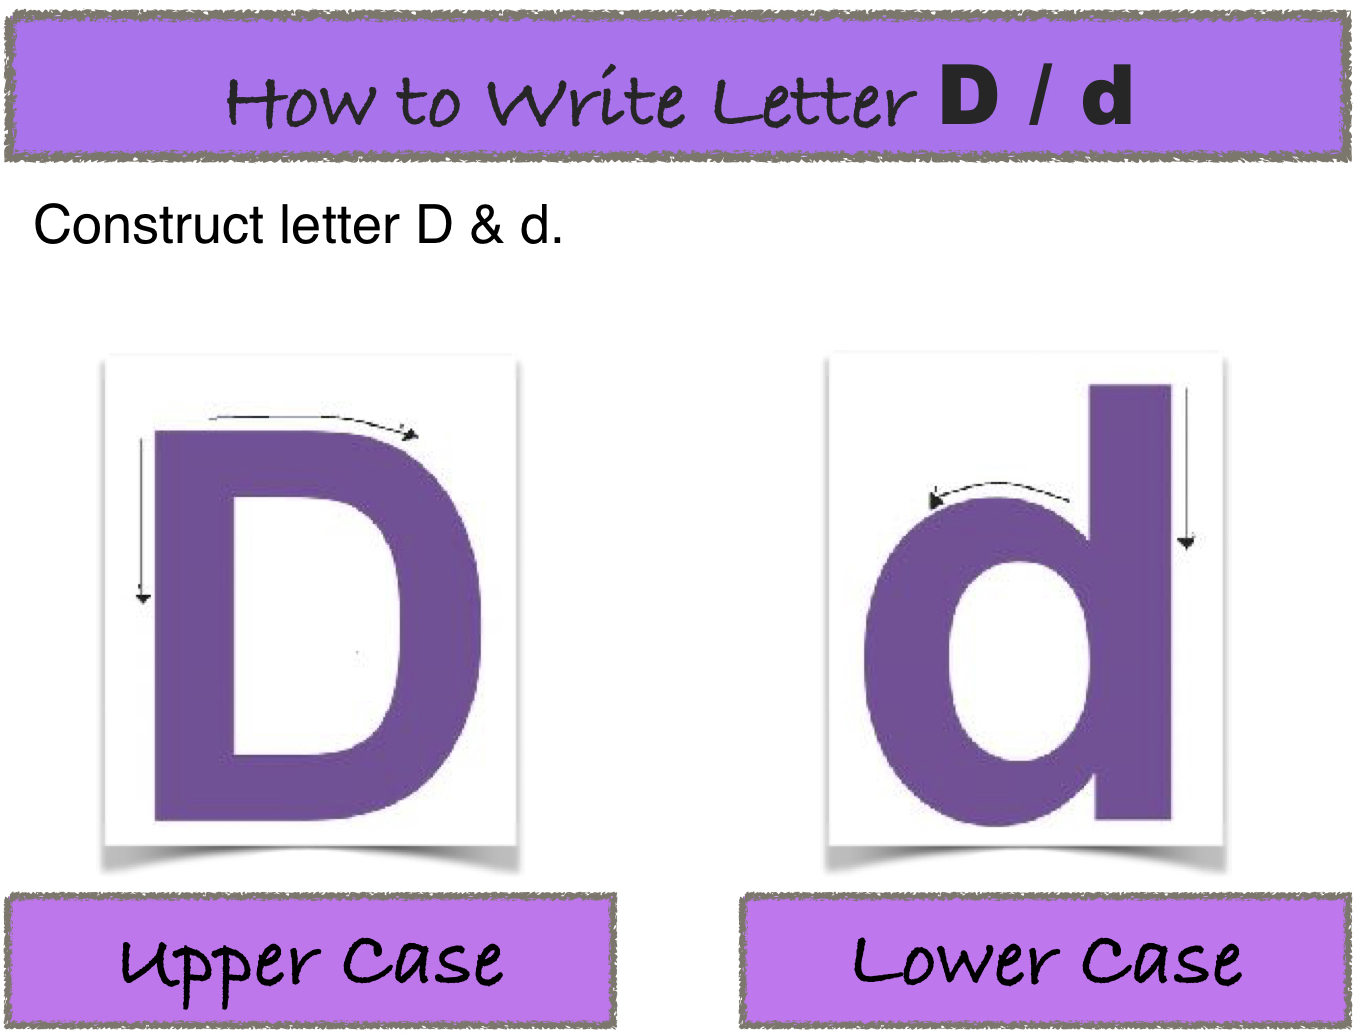 How to Write Letter D / d
Construct letter D & d.
D
d
Upper Case
Lower Case